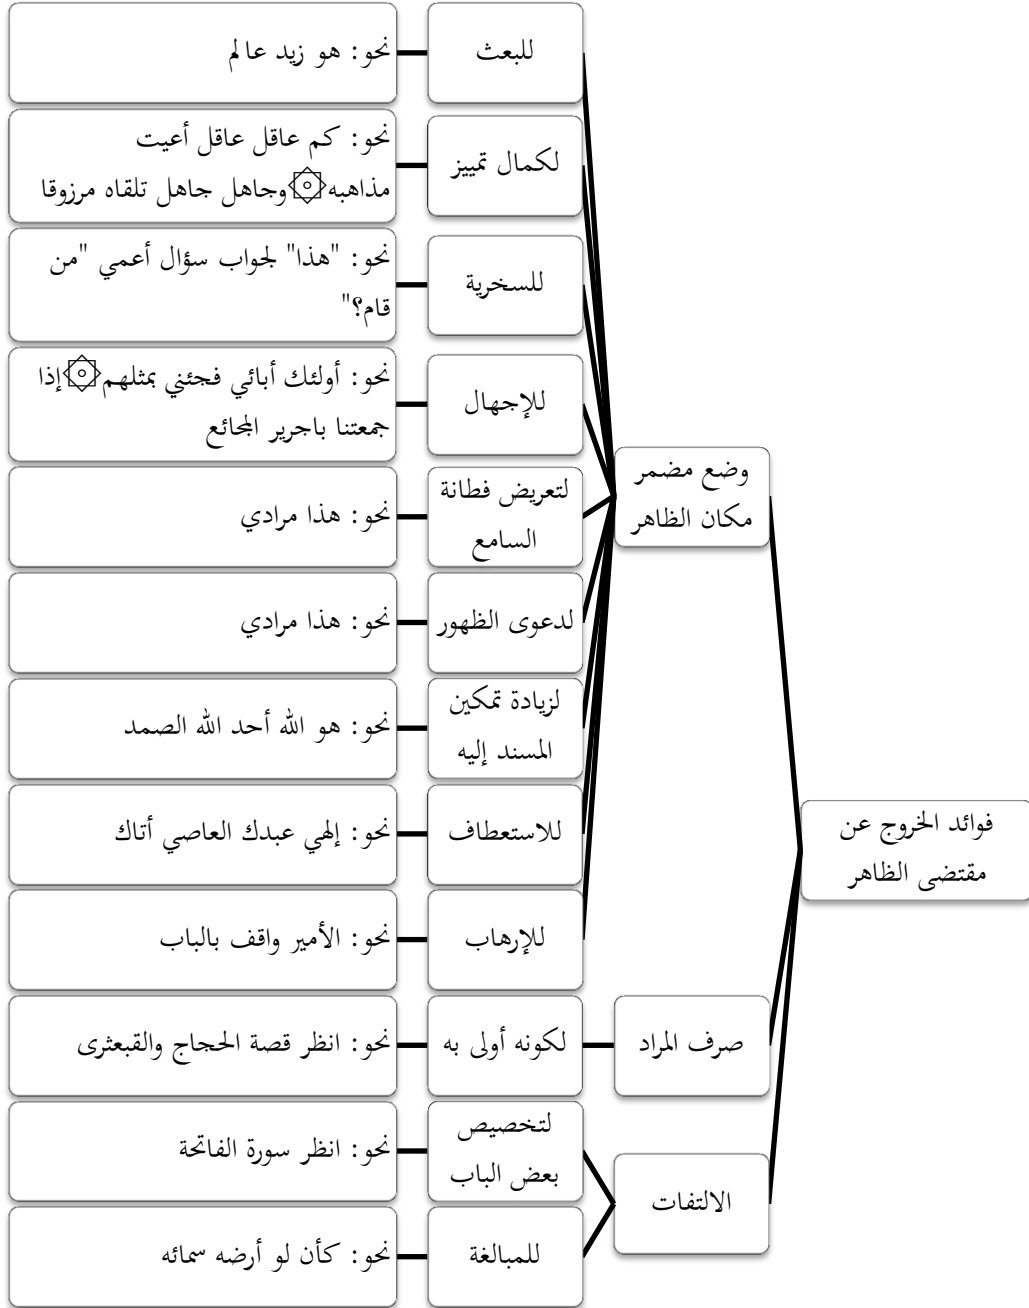 فوائد الخروج عن
مقتضى الظاهر
وضع مضمر
مكان الظاهر
للبعث
نحو: هو زيد عالم
لكمال تمييز
نحو: كم عاقل عاقل أعيت
مذاهبه۞وجاهل جاهل تلقاه مرزوقا
للسخرية
نحو: "هذا" لجواب سؤال أعمي "من
قام؟"
للإجهال
نحو: أولئك أبائي فجئني بمثلهم۞إذا
جمعتنا باجرير المحائع
لتعريض فطانة
السامع
نحو: هذا مرادي
لدعوى الظهور
نحو: هذا مرادي
لزيادة تمكين
المسند إليه
نحو: هو الله أحد الله الصمد
للاستعطاف
نحو: إلهي عبدك العاصي أتاك
للإرهاب
نحو: الأمير واقف بالباب
صرف المراد
لكونه أولى به
نحو: انظر قصة الحجاج والقبعثرى
الالتفات
لتخصيص
بعض الباب
نحو: انظر سورة الفاتحة
للمبالغة
نحو: كأن لو أرضه سمائه